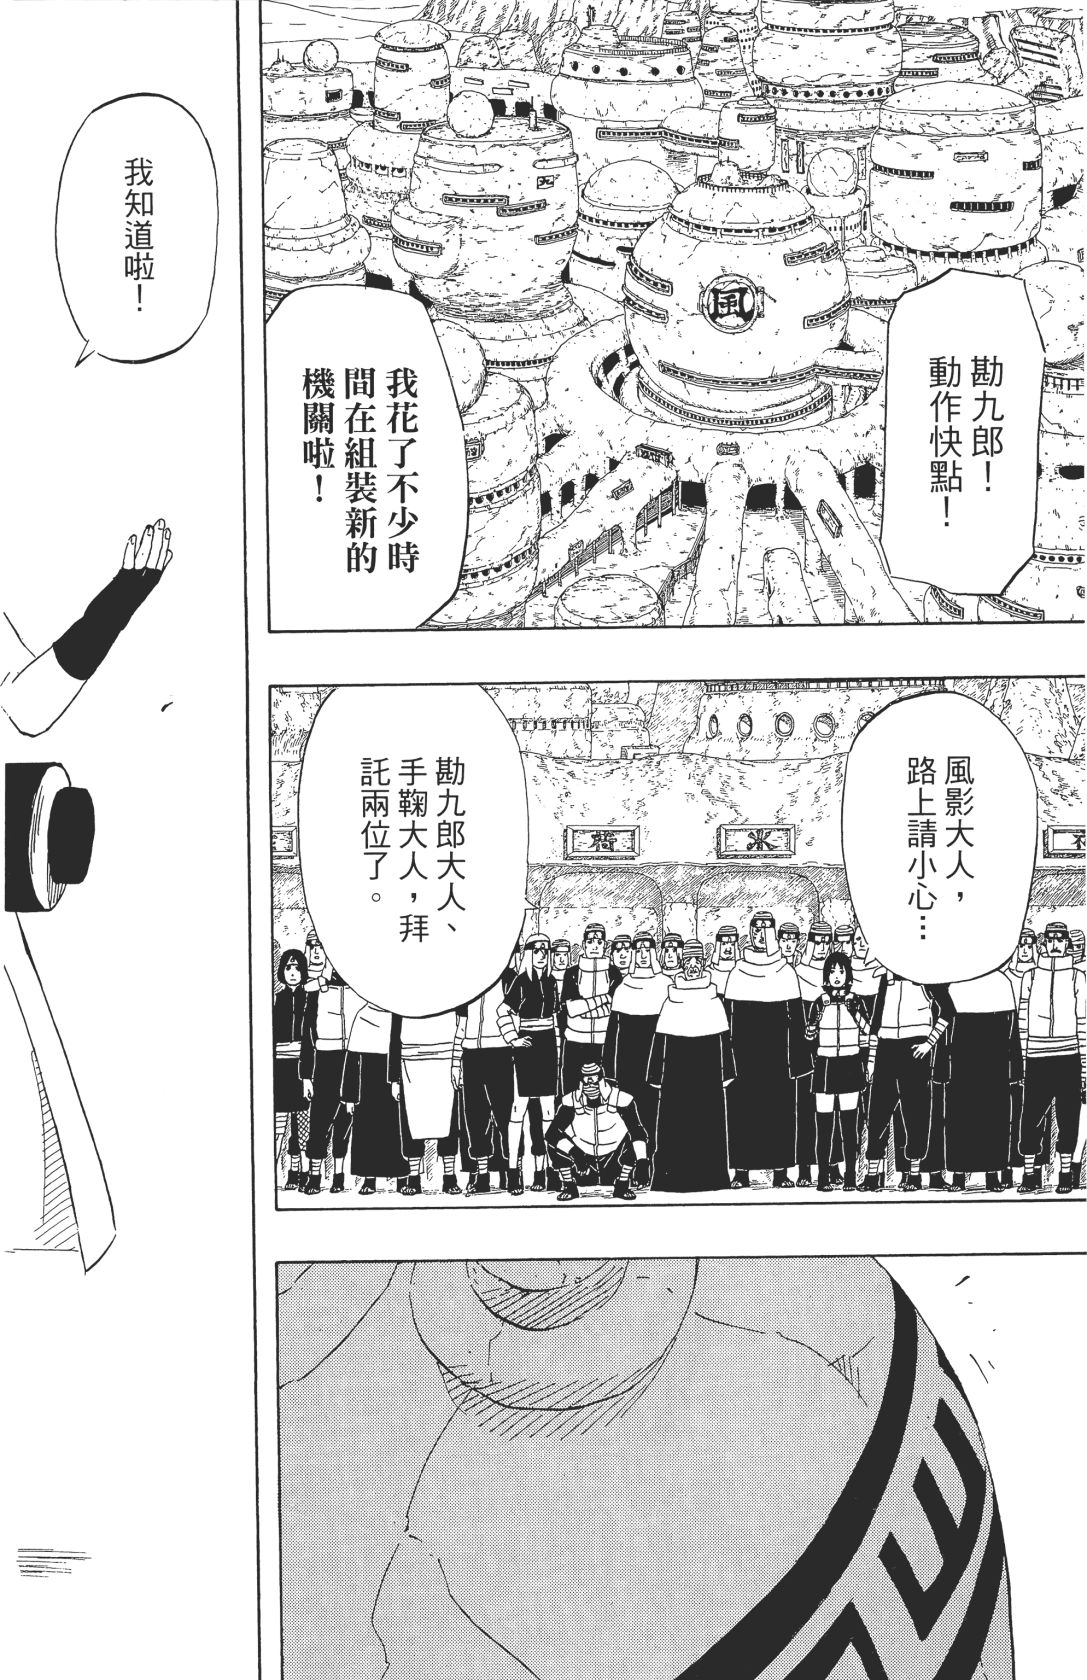 勘九郎！
動作快點！
風
我花了不少時
間在組裝新的
機關啦！
風影大人，
路上請小心…
勘九郎大人、
手鞠大人，拜
託兩位了。
我知道啦！